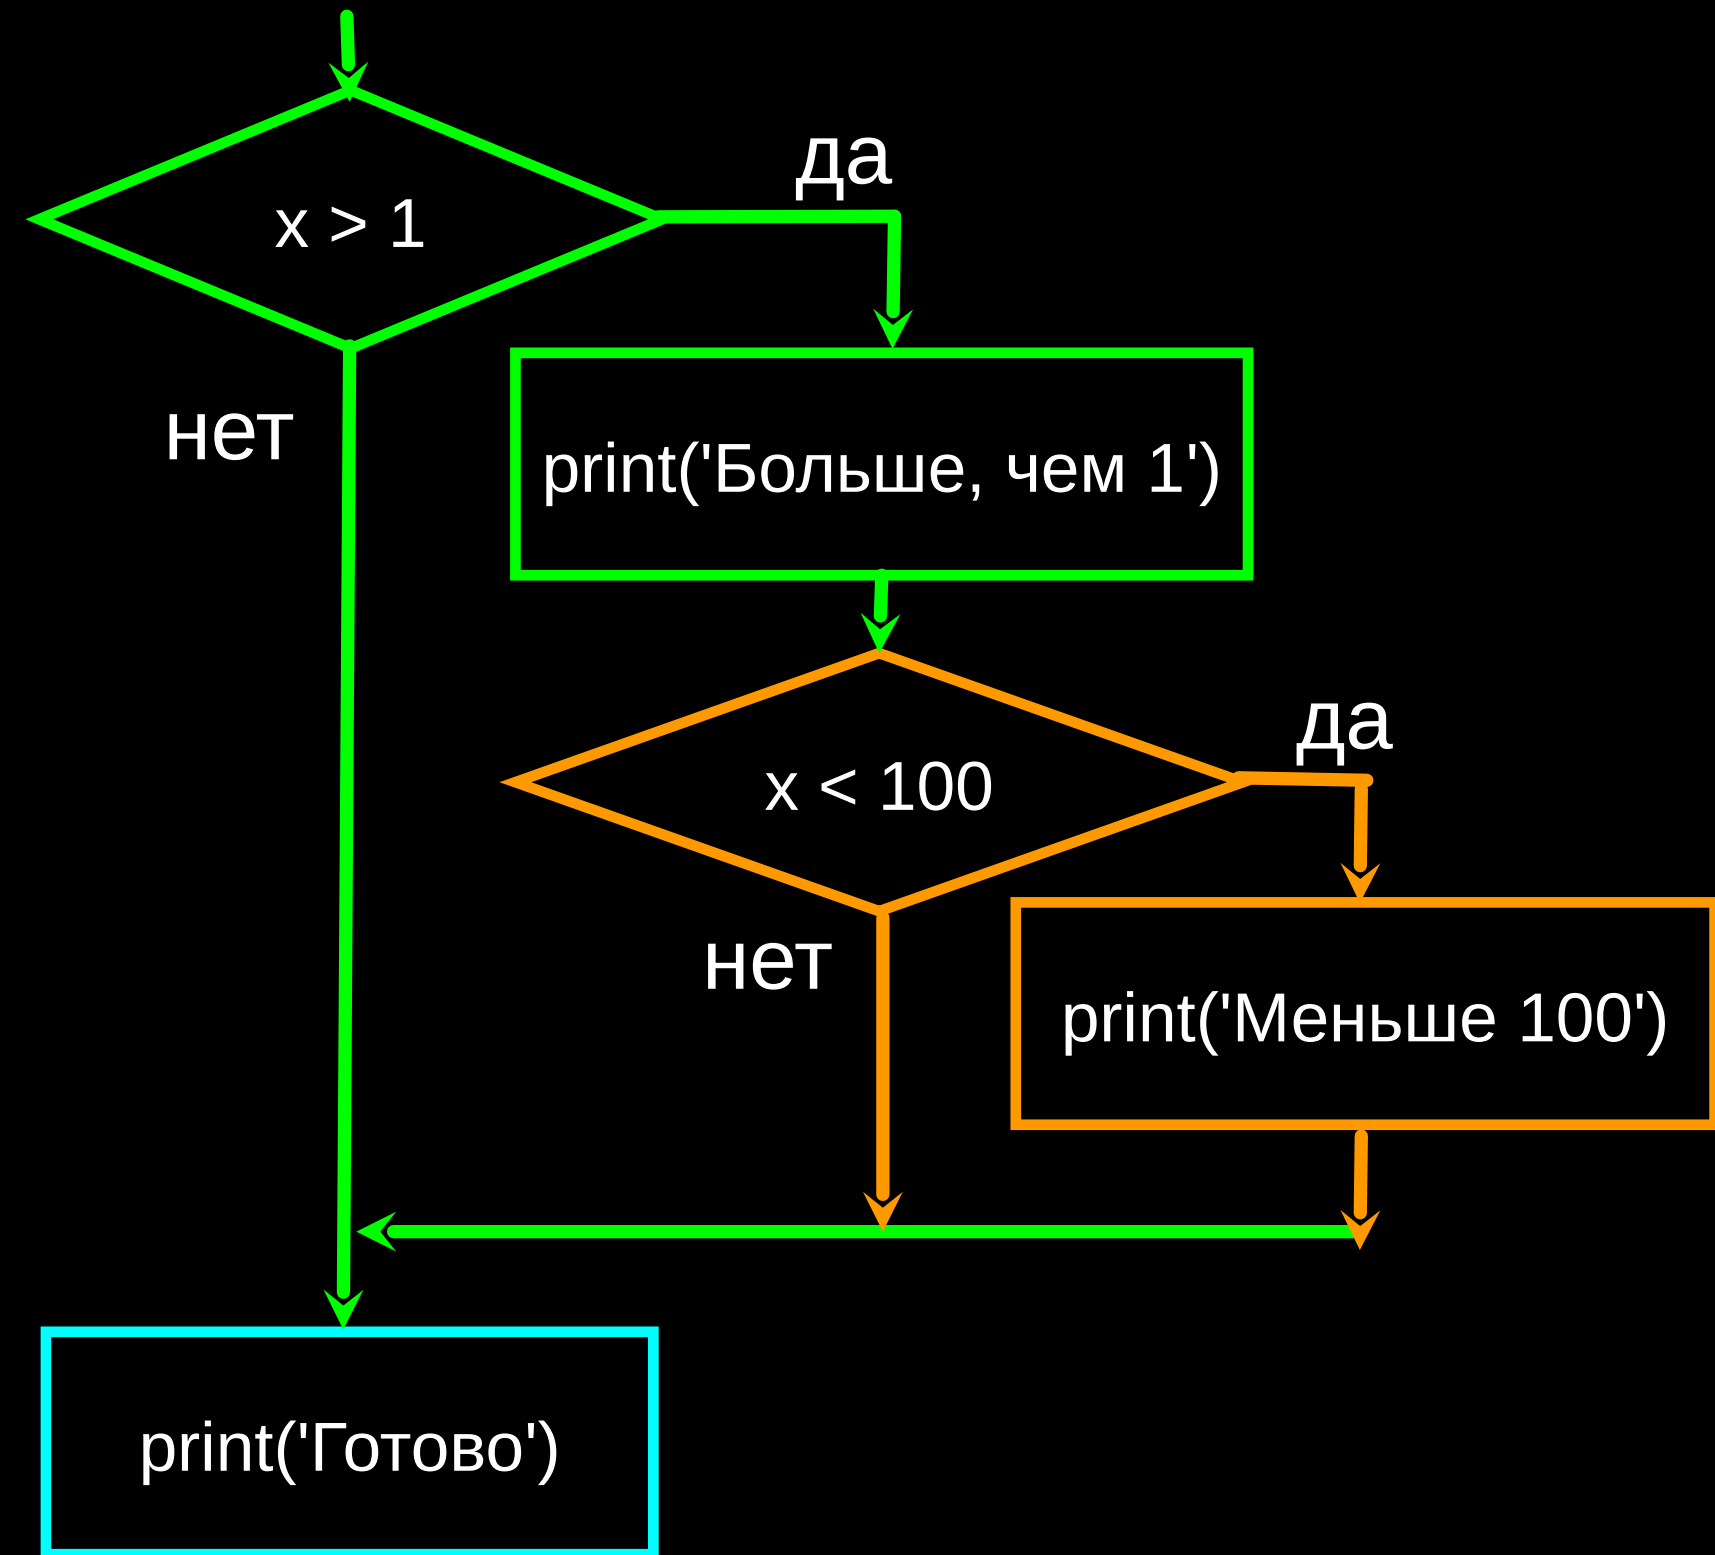 да
x > 1
нет
print('Больше, чем 1')
да
x < 100
нет
print('Меньше 100')
print('Готово')